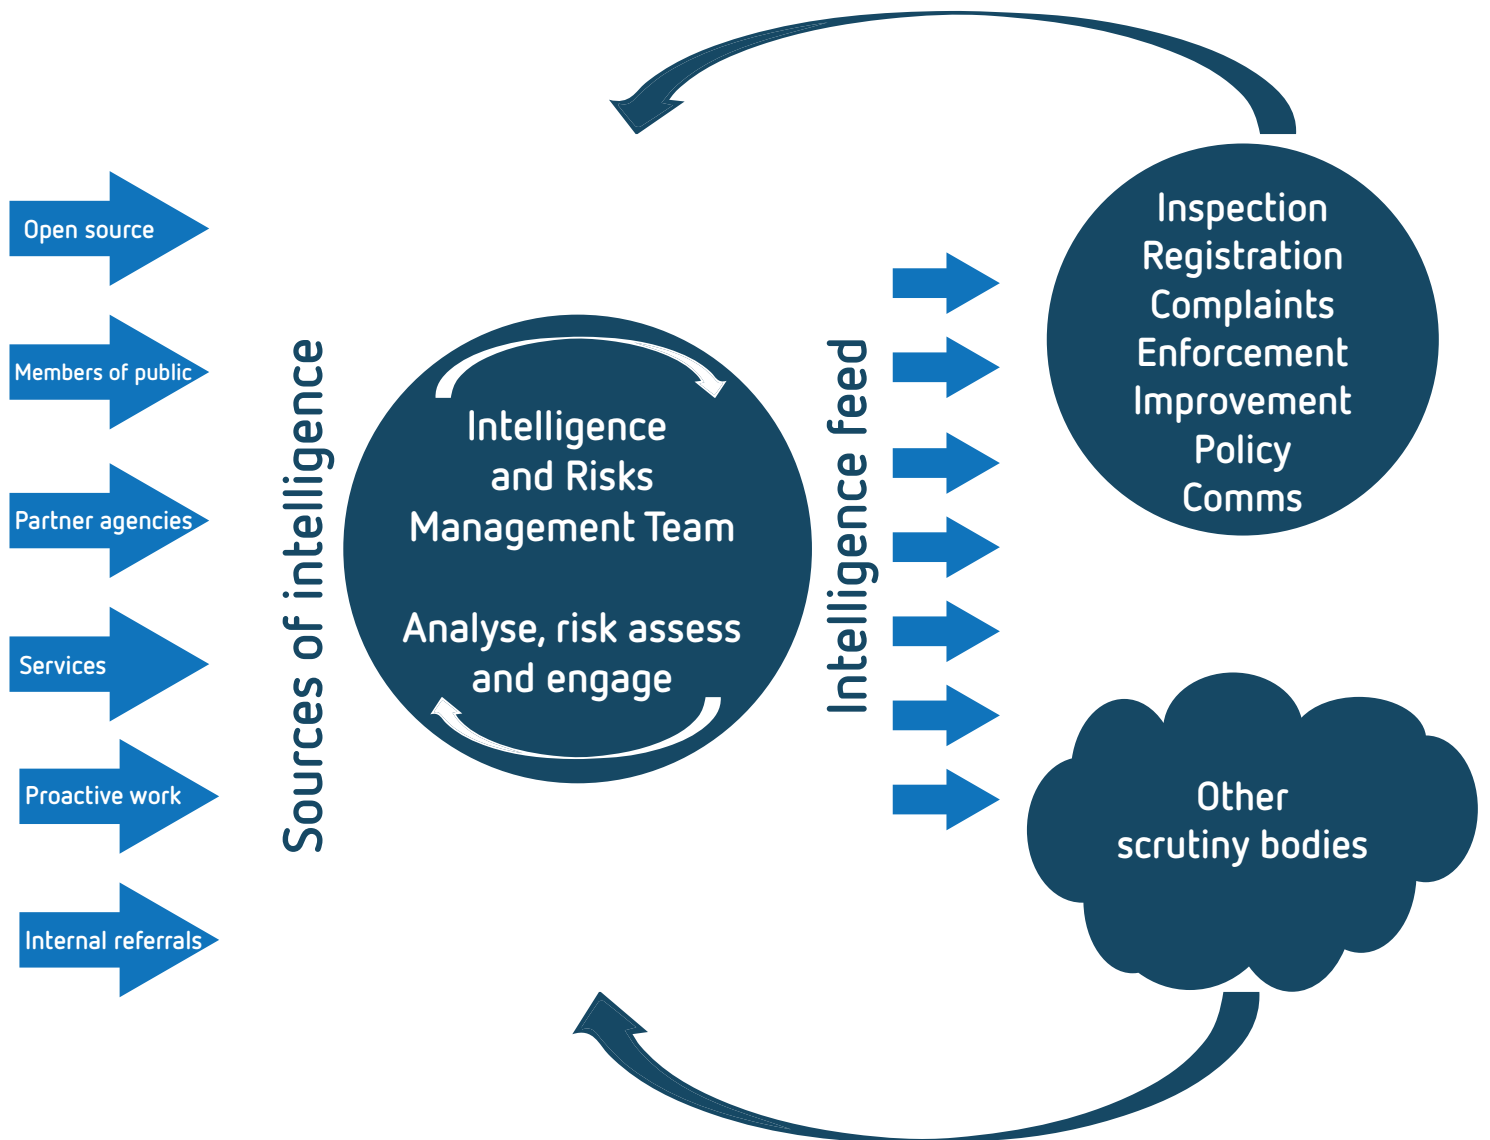 Open source
Members of public
Partner agencies
Services
Proactive work
Internal referrals
Sources of intelligence
Intelligence
and Risks
Management Team
Analyse, risk assess
and engage
Intelligence feed
Inspection
Registration
Complaints
Enforcement
Improvement
Policy
Comms
Other
scrutiny bodies